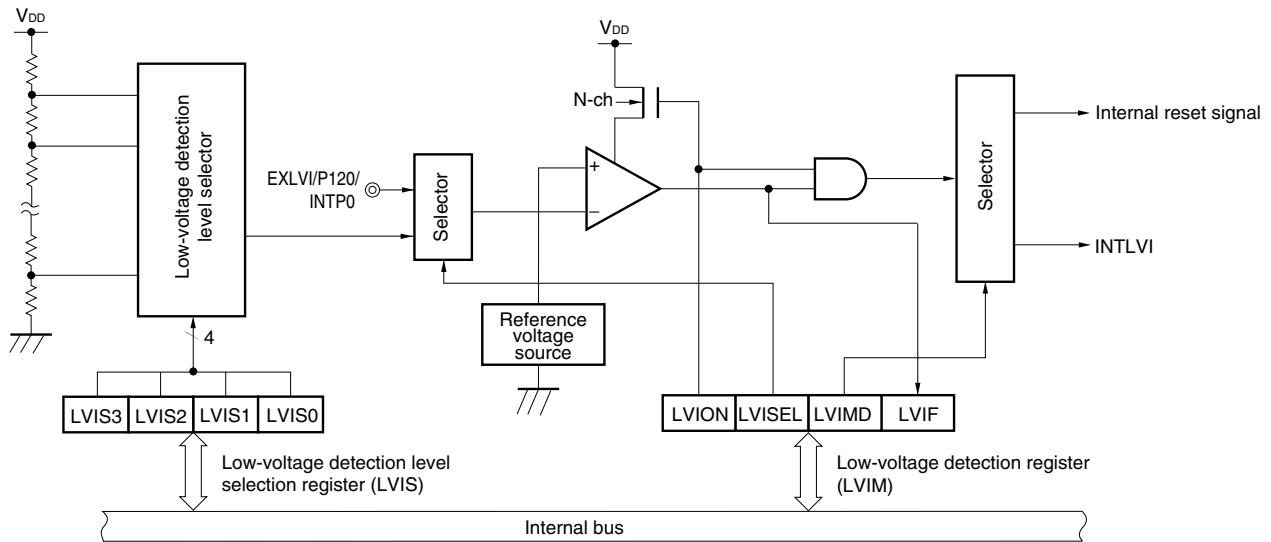 VDD
VDD
N-ch
Low-voltage detection
level selector
EXLVI/P120/
INTP0
Selector
+
−
Selector
Internal reset signal
INTLVI
Reference
voltage
source
4
LVIS3 LVIS2 LVIS1 LVIS0
LVION LVISEL LVIMD LVIF
Low-voltage detection level
selection register (LVIS)
Low-voltage detection register
(LVIM)
Internal bus